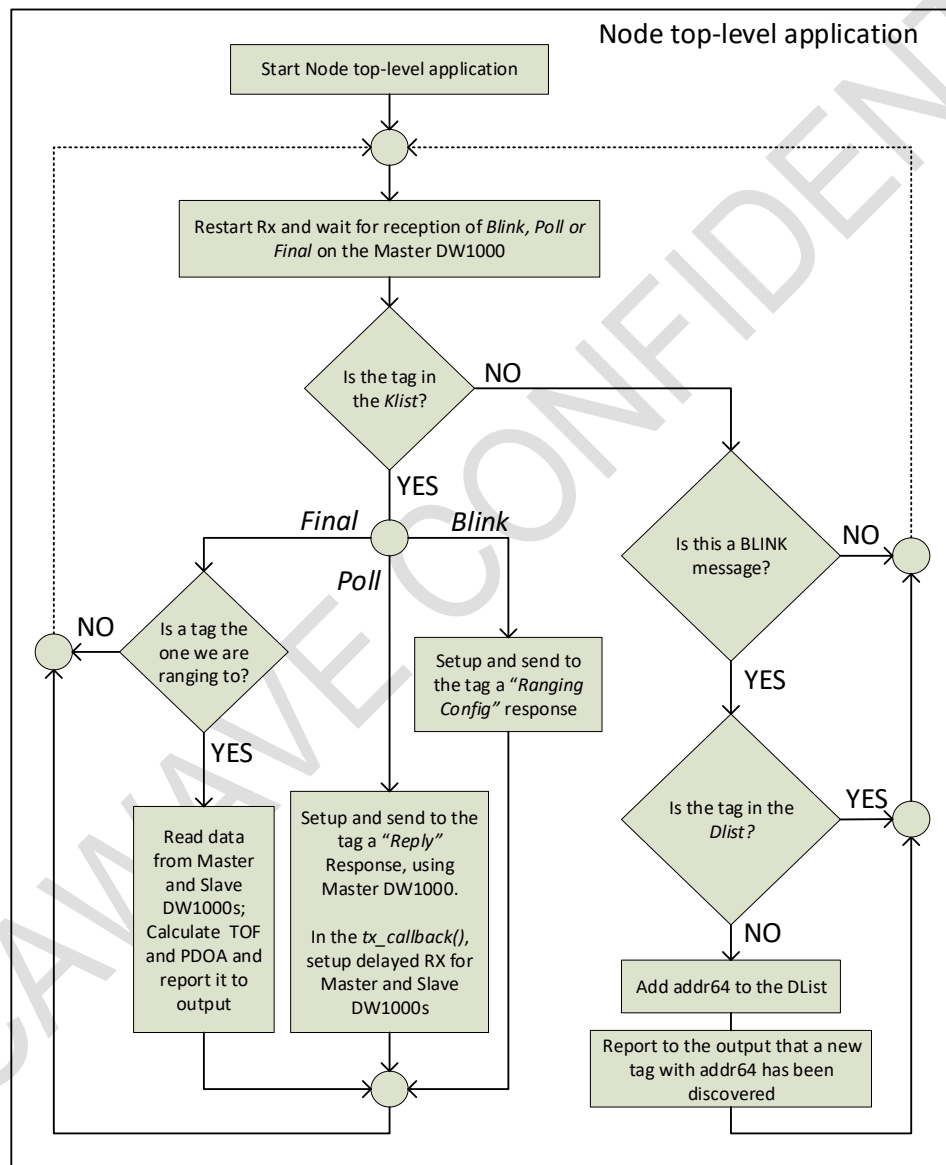 Node top-level application
Start Node top-level application
Restart Rx and wait for reception of Blink, Poll or
Final on the Master DW1000
Is the tag in
the Klist?
NO
YES
Final
Blink
Poll
Is a tag the
one we are
ranging to?
NO
YES
Setup and send to
the tag a “Ranging
Config” response
Is this a BLINK
message?
NO
YES
Read data
from Master
and Slave
DW1000s;
Calculate TOF
and PDOA and
report it to
output
Setup and send to the
tag a “Reply”
Response, using
Master DW1000.
In the tx_callback(),
setup delayed RX for
Master and Slave
DW1000s
Is the tag in the
Dlist?
YES
NO
Add addr64 to the DList
Report to the output that a new
tag with addr64 has been
discovered
CAWAVE CONFIDENT